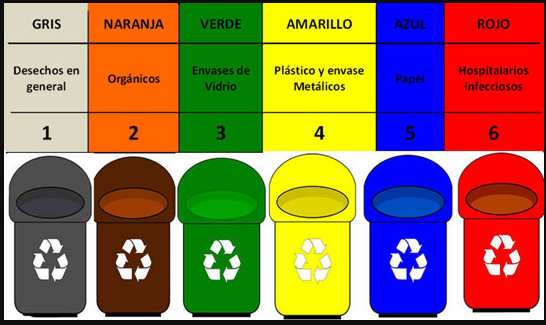 GRIS NARANJA VERDE AMARILLO AZUL ROJO
Desechos en general Orgánicos Envases de Vidrio Plástico y envase Metálicos Papel Hospitalarios infecciosos
1 2 3 4 5 6